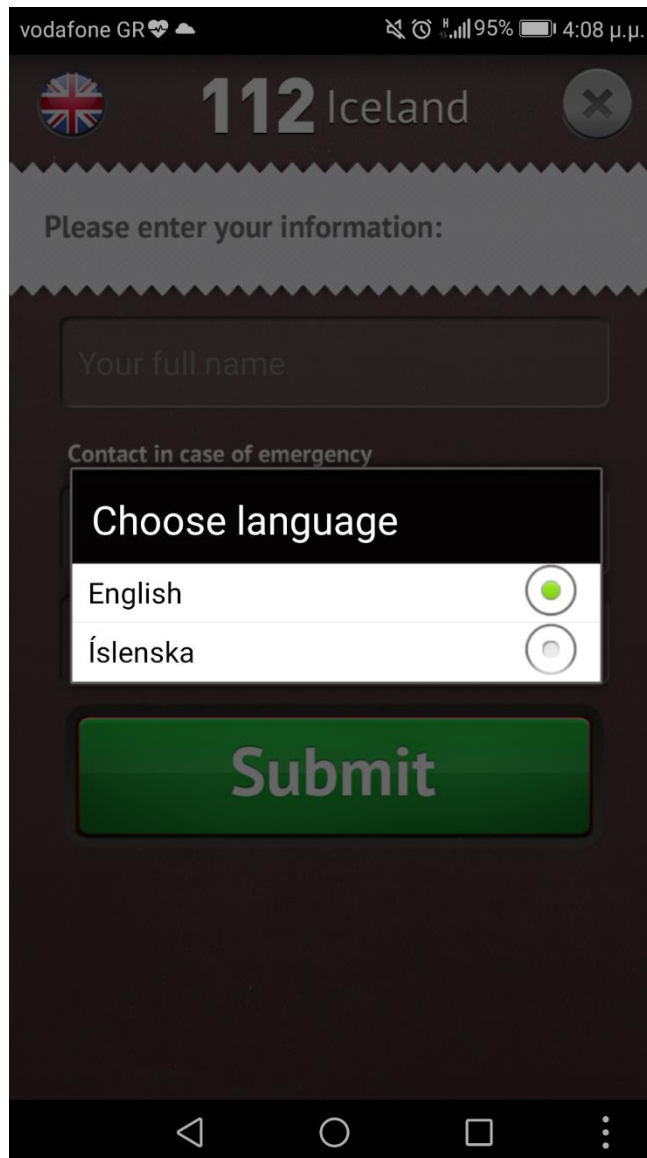 vodafone GR H 95% 4:08 μ.μ.
112 Iceland
Please enter your information:
Your full name
Contact in case of emergency
Choose language
English
Íslenska
Submit